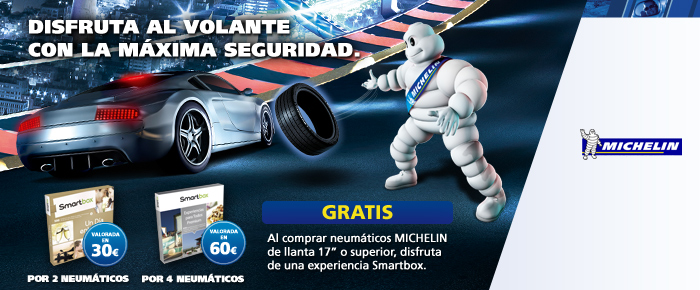 DISFRUTA AL VOLANTE
CON LA MÁXIMA SEGURIDAD.
MICHELIN
Smartbox
VALORADA
EN
30€
POR 2 NEUMÁTICOS
Smartbox
VALORADA
EN
60€
POR 4 NEUMÁTICOS
GRATIS
Al comprar neumáticos MICHELIN
de llanta 17” o superior, disfruta
de una experiencia Smartbox.
MICHELIN